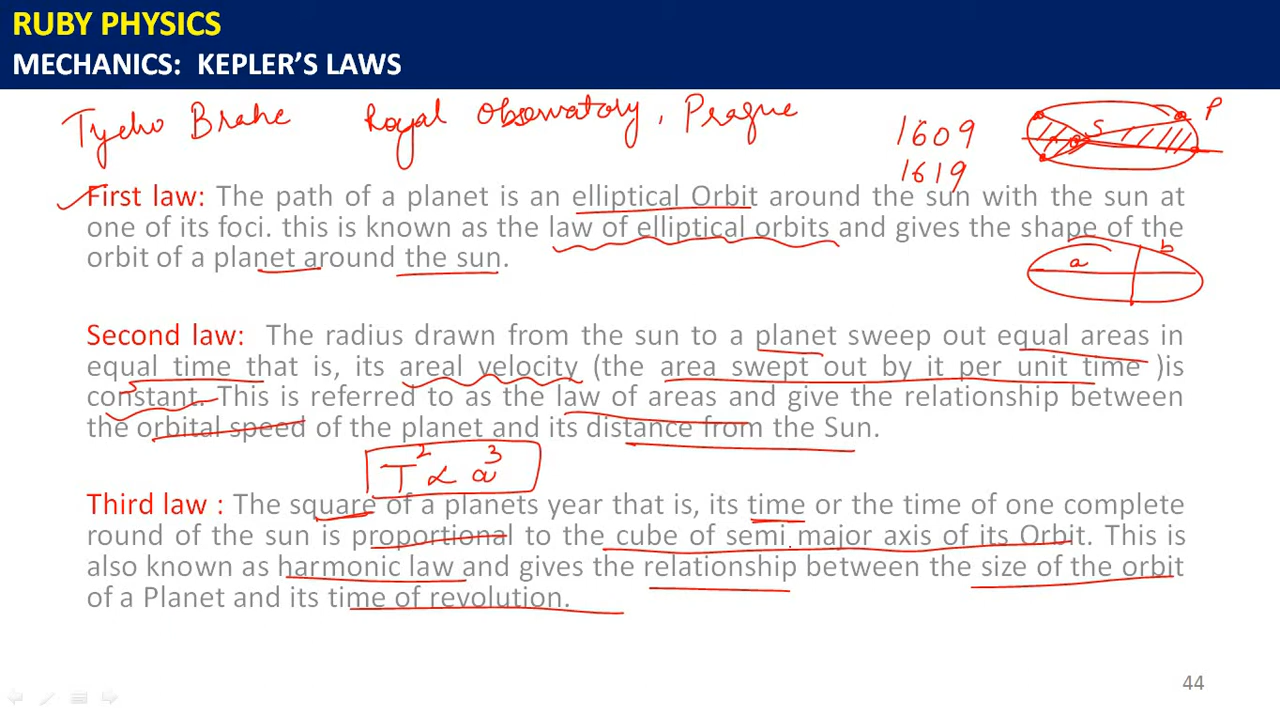 RUBY PHYSICS
MECHANICS: KEPLER'S LAWS
Tycho Brahe Royal Observatory, Prague
1609
1619
S
P
First law: The path of a planet is an elliptical Orbit around the sun with the sun at
one of its foci. this is known as the law of elliptical orbits and gives the shape of the
orbit of a planet around the sun.
a
b
Second law: The radius drawn from the sun to a planet sweep out equal areas in
equal time that is, its areal velocity (the area swept out by it per unit time )is
constant. This is referred to as the law of areas and give the relationship between
the orbital speed of the planet and its distance from the Sun.
T² ∝ a³
Third law : The square of a planets year that is, its time or the time of one complete
round of the sun is proportional to the cube of semi major axis of its Orbit. This is
also known as harmonic law and gives the relationship between the size of the orbit
of a Planet and its time of revolution.
44